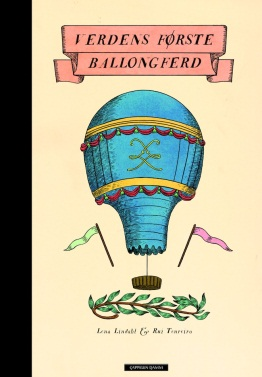 VERDENS FØRSTE
BALLONGFERD
Lena Lindahl & Rui Tenreiro
CAPPELEN DAMM